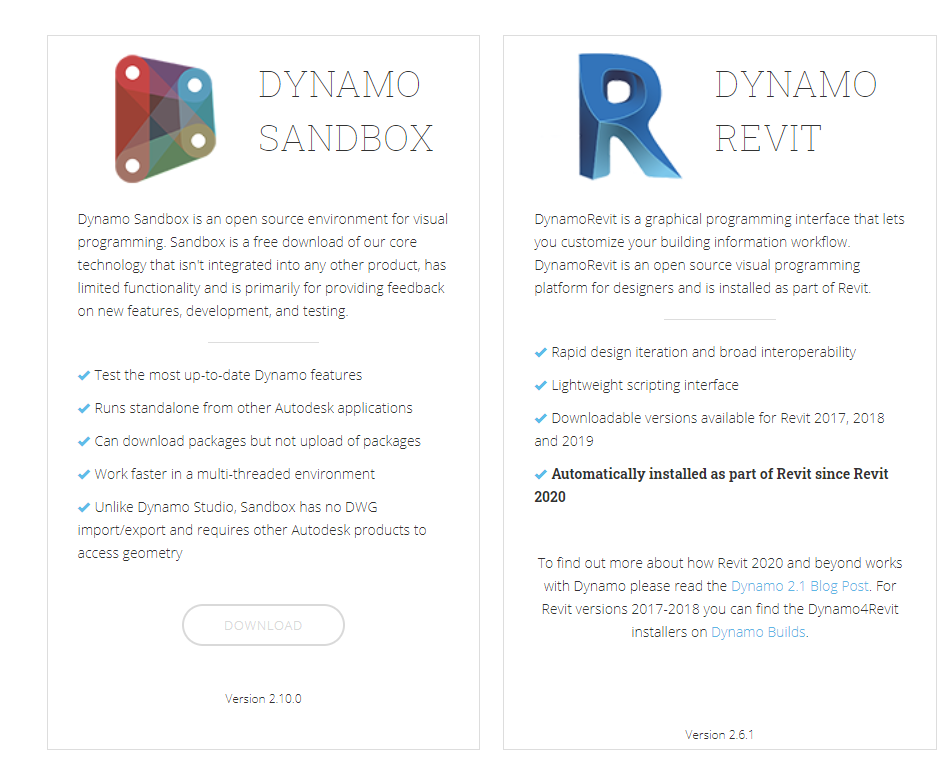 DYNAMO
SANDBOX
Dynamo Sandbox is an open source environment for visual
programming. Sandbox is a free download of our core
technology that isn't integrated into any other product, has
limited functionality and is primarily for providing feedback
on new features, development, and testing.
Test the most up-to-date Dynamo features
Runs standalone from other Autodesk applications
Can download packages but not upload of packages
Work faster in a multi-threaded environment
Unlike Dynamo Studio, Sandbox has no DWG
import/export and requires other Autodesk products to
access geometry
DOWNLOAD
Version 2.10.0
DYNAMO
REVIT
DynamoRevit is a graphical programming interface that lets
you customize your building information workflow.
DynamoRevit is an open source visual programming
platform for designers and is installed as part of Revit.
Rapid design iteration and broad interoperability
Lightweight scripting interface
Downloadable versions available for Revit 2017, 2018
and 2019
Automatically installed as part of Revit since Revit
2020
To find out more about how Revit 2020 and beyond works
with Dynamo please read the Dynamo 2.1 Blog Post. For
Revit versions 2017-2018 you can find the Dynamo4Revit
installers on Dynamo Builds.
Version 2.6.1